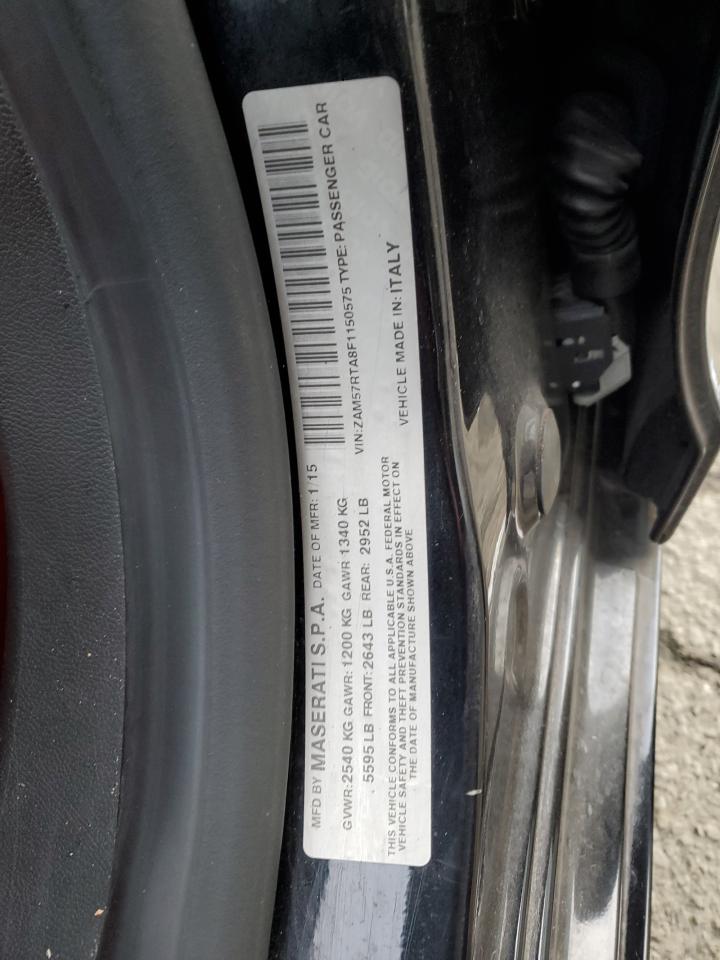 MFD BY MASERATI S.P.A. DATE OF MFR: 1/15
GVWR: 2540 KG GAWR: 1200 KG GAWR 1340 KG
5595 LB FRONT: 2643 LB REAR: 2952 LB
VIN: ZAM57RTA8F1150575 TYPE: PASSENGER CAR
THIS VEHICLE CONFORMS TO ALL APPLICABLE U.S.A. FEDERAL MOTOR
VEHICLE SAFETY AND THEFT PREVENTION STANDARDS IN EFFECT ON
THE DATE OF MANUFACTURE SHOWN ABOVE
VEHICLE MADE IN: ITALY